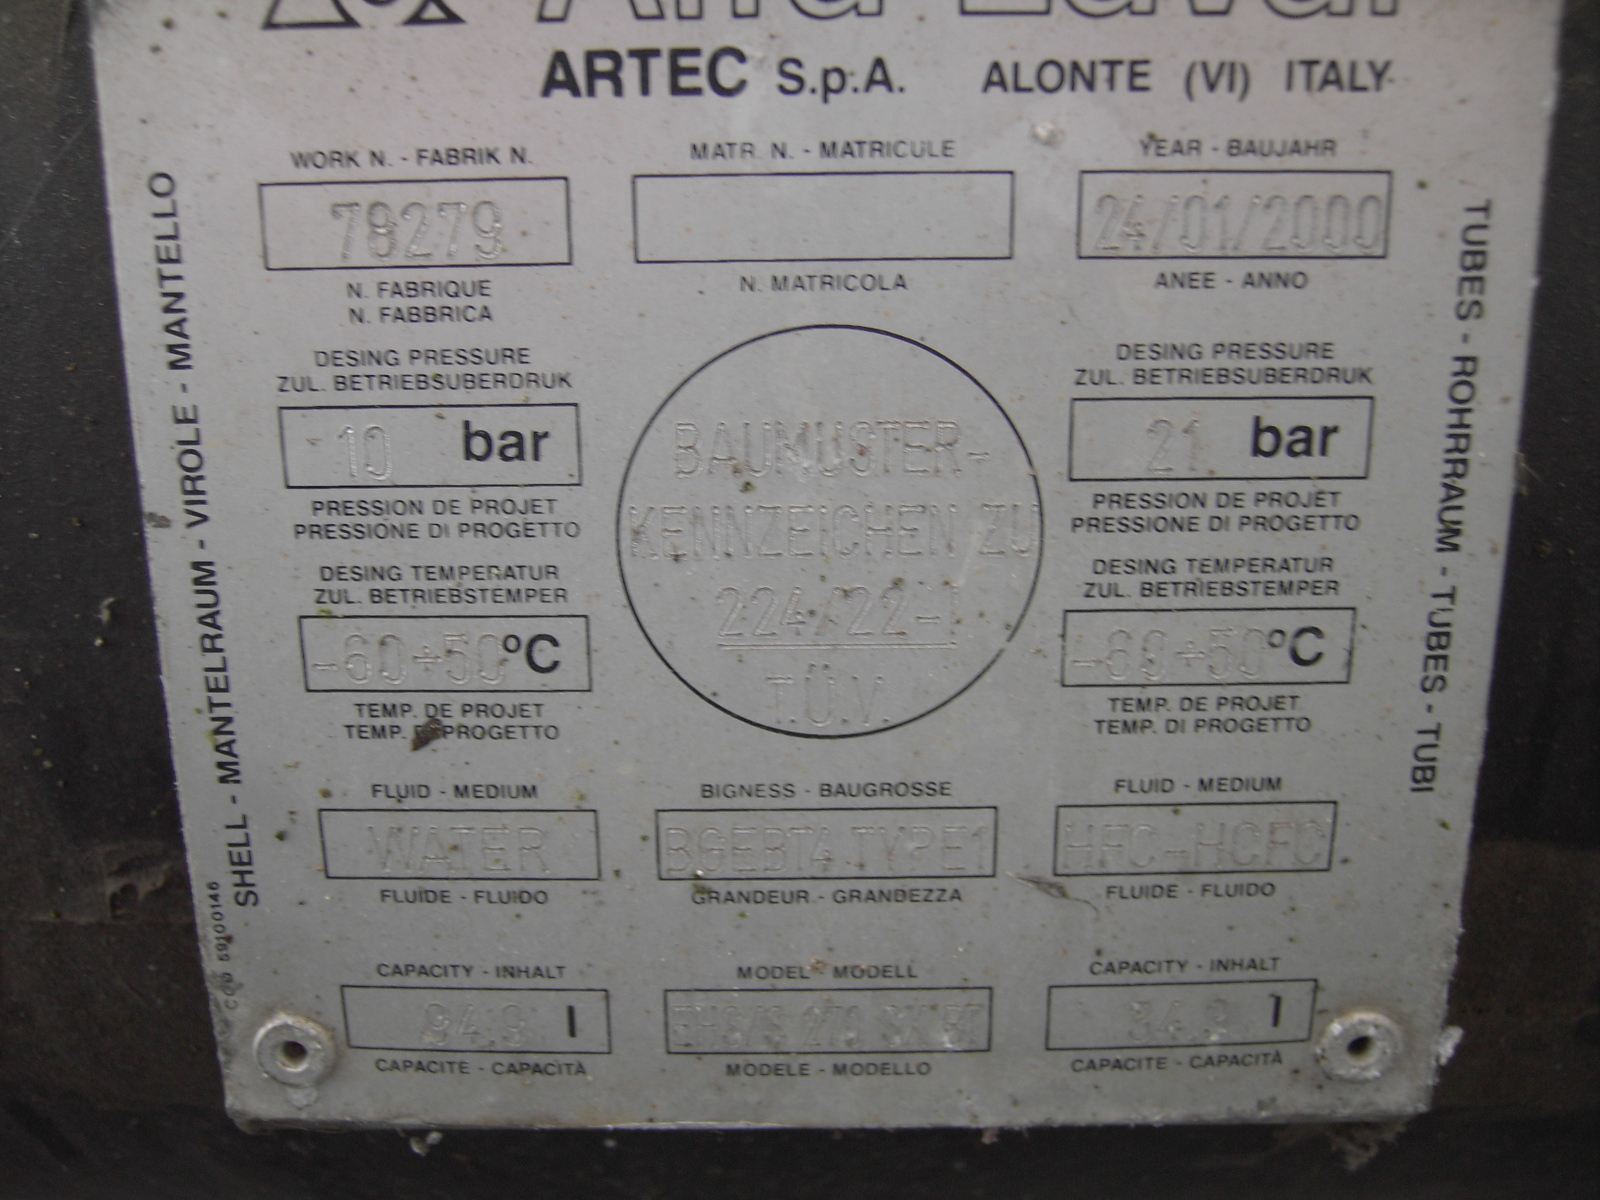 Alfa Laval
ARTEC S.p.A. ALONTE (VI) ITALY
WORK N. - FABRIK N.
78279
N. FABRIQUE
N. FABBRICA
MATR. N. - MATRICULE
N. MATRICOLA
YEAR - BAUJAHR
24/01/2000
ANEE - ANNO
SHELL - MANTELRAUM - VIROLE - MANTELLO
DESING PRESSURE
ZUL. BETRIEBSUBERDRUK
10 bar
PRESSION DE PROJET
PRESSIONE DI PROGETTO
DESING TEMPERATUR
ZUL. BETRIEBSTEMPER
-60÷50°C
TEMP. DE PROJET
TEMP. PROGETTO
FLUID - MEDIUM
WATER
FLUIDE - FLUIDO
CAPACITY - INHALT
l
CAPACITE - CAPACITÀ
BAUMUSTER-
KENNZEICHEN ZU
224/22-1
T.Ü.V.
BIGNESS - BAUGROSSE
BGEBT4 TYPE1
GRANDEUR - GRANDEZZA
MODEL - MODELL
MODELE - MODELLO
DESING PRESSURE
ZUL. BETRIEBSUBERDRUK
21 bar
PRESSION DE PROJET
PRESSIONE DI PROGETTO
DESING TEMPERATUR
ZUL. BETRIEBSTEMPER
-60÷50°C
TEMP. DE PROJET
TEMP. DI PROGETTO
FLUID - MEDIUM
HFC-HCFC
FLUIDE - FLUIDO
CAPACITY - INHALT
l
CAPACITE - CAPACITÀ
TUBES - ROHRRAUM - TUBES - TUBI
COD 59100146